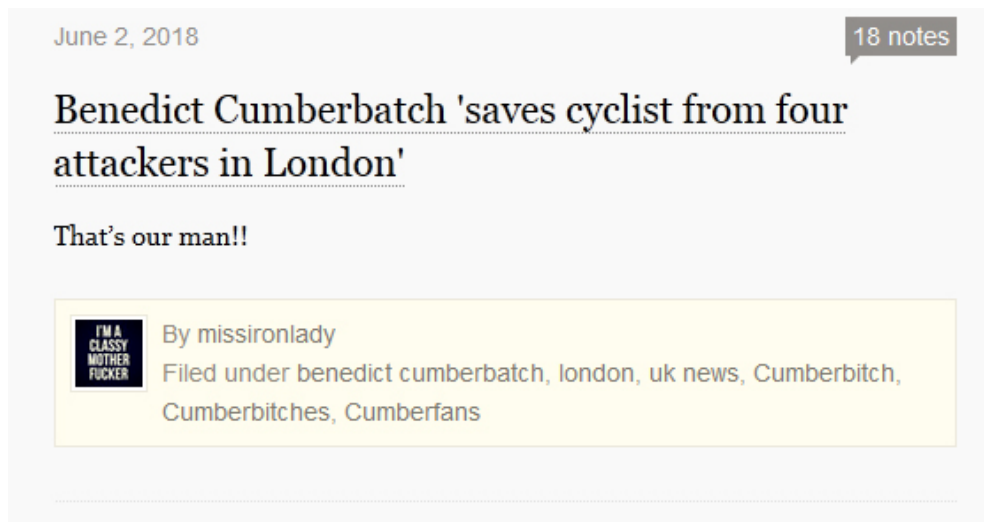 June 2, 2018
18 notes
Benedict Cumberbatch 'saves cyclist from four
attackers in London'
That’s our man!!
I'M A
CLASSY
MOTHER
FUCKER
By missironlady
Filed under benedict cumberbatch, london, uk news, Cumberbitch,
Cumberbitches, Cumberfans